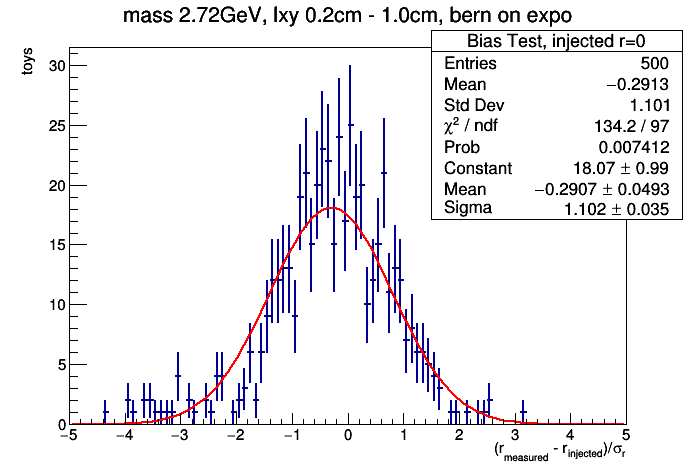 mass 2.72GeV, lxy 0.2cm - 1.0cm, bern on expo
Bias Test, injected r=0
Entries 500
Mean −0.2913
Std Dev 1.101
χ² / ndf 134.2 / 97
Prob 0.007412
Constant 18.07 ± 0.99
Mean −0.2907 ± 0.0493
Sigma 1.102 ± 0.035
toys
30
25
20
15
10
5
0
−5 −4 −3 −2 −1 0 1 2 3 4 5
(r_measured - r_injected)/σ_r